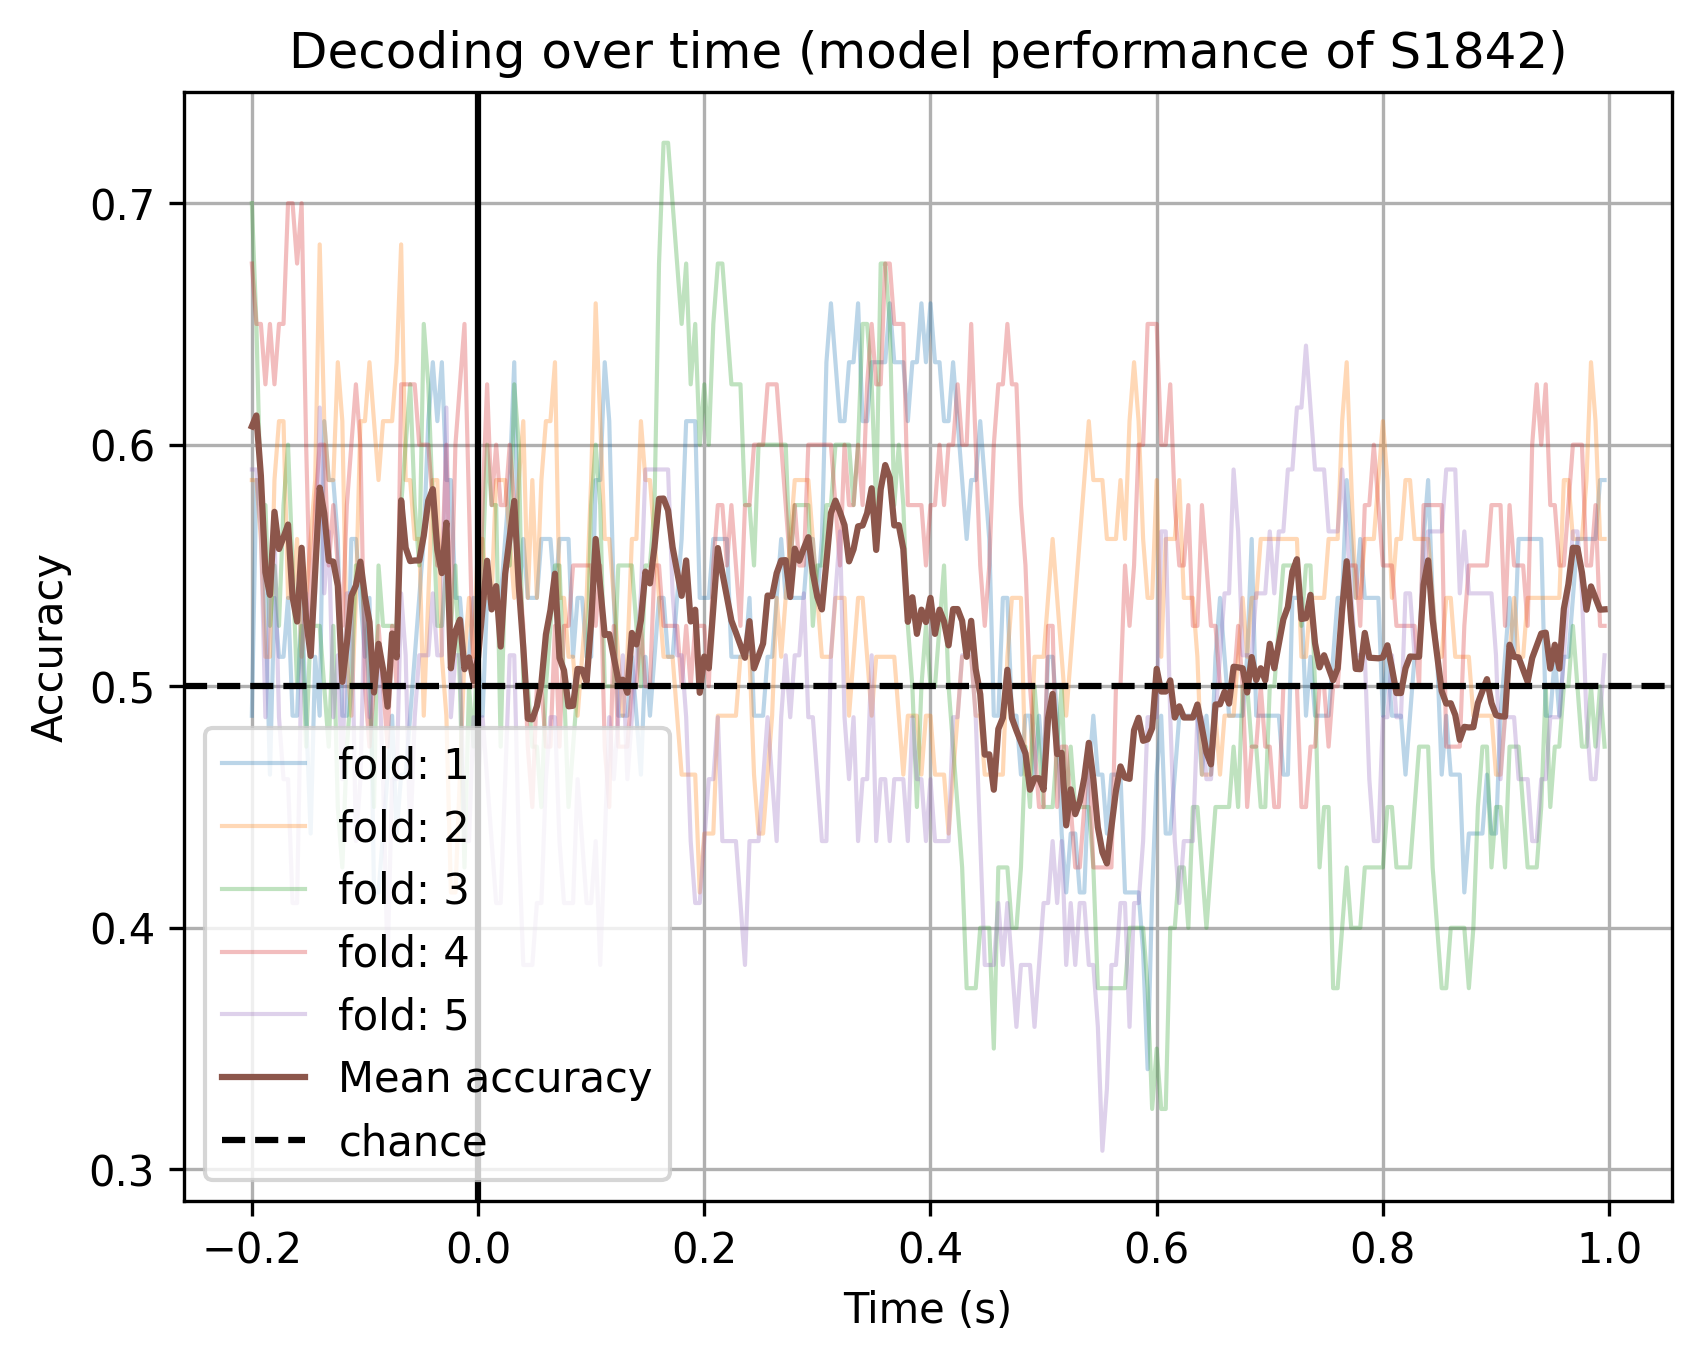 Decoding over time (model performance of S1842)
Accuracy
0.7
0.6
0.5
0.4
0.3
fold: 1
fold: 2
fold: 3
fold: 4
fold: 5
Mean accuracy
chance
−0.2 0.0 0.2 0.4 0.6 0.8 1.0
Time (s)